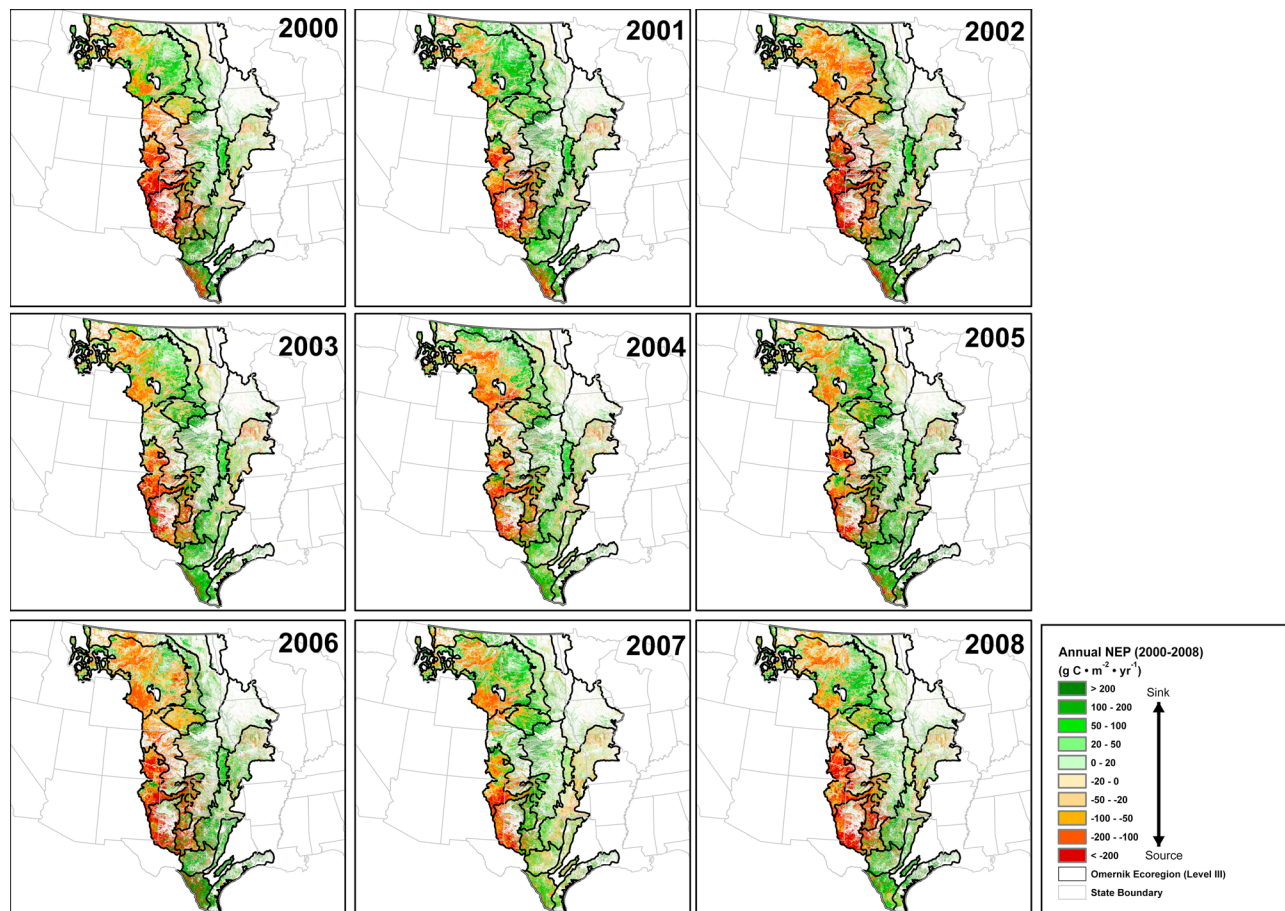 2000
2001
2002
2003
2004
2005
2006
2007
2008
Annual NEP (2000-2008)
(g C • m⁻² • yr⁻¹)
> 200
Sink
100 - 200
50 - 100
20 - 50
0 - 20
-20 - 0
-50 - -20
-100 - -50
-200 - -100
< -200
Source
Omernik Ecoregion (Level III)
State Boundary